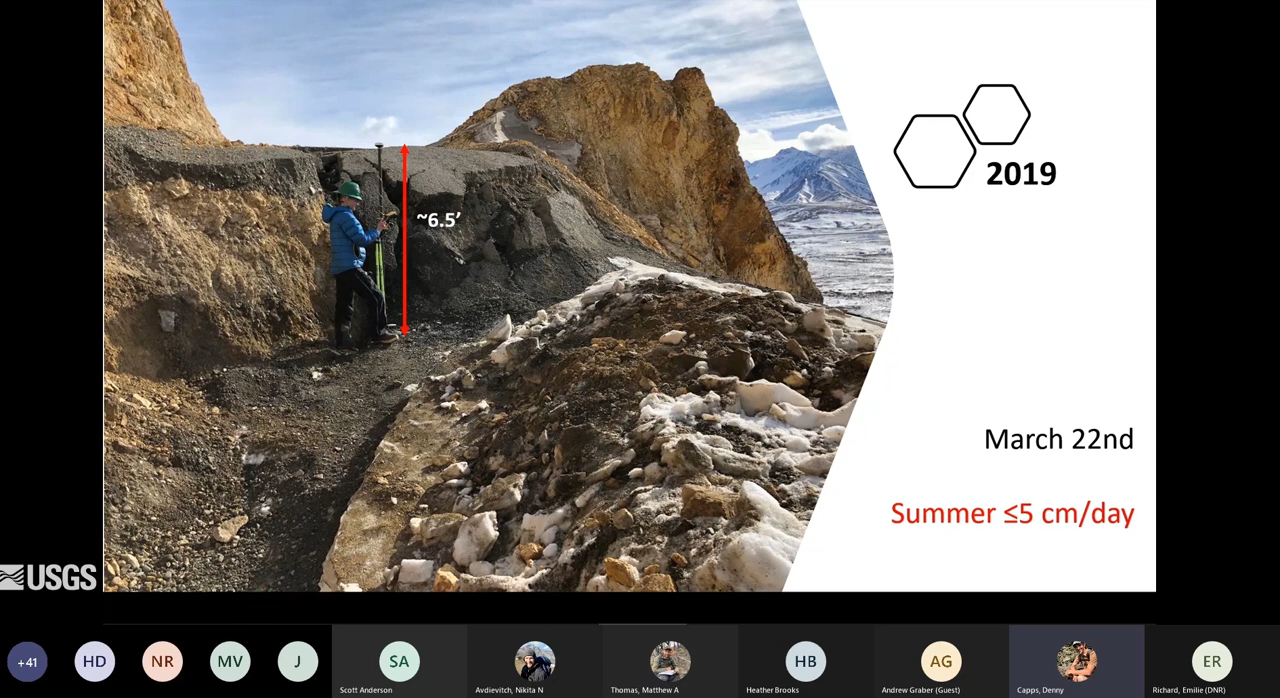 ~6.5’
2019
March 22nd
Summer ≤5 cm/day
USGS
+41
HD
NR
MV
J
SA
HB
AG
ER
Scott Anderson
Avdievitch, Nikita N
Thomas, Matthew A
Heather Brooks
Andrew Graber (Guest)
Capps, Denny
Richard, Emilie (DNR)